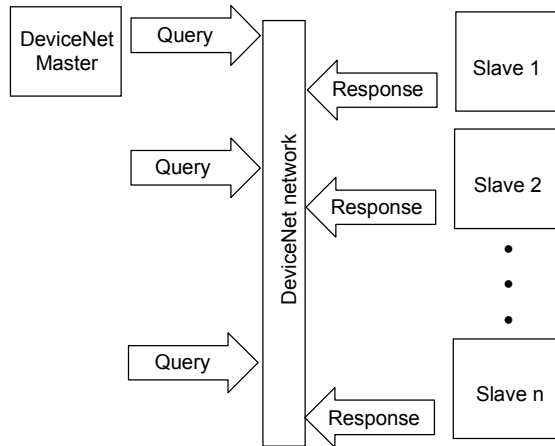 DeviceNet
Master
Query
Response
Slave 1
Query
Response
Slave 2
DeviceNet network
Query
Response
Slave n